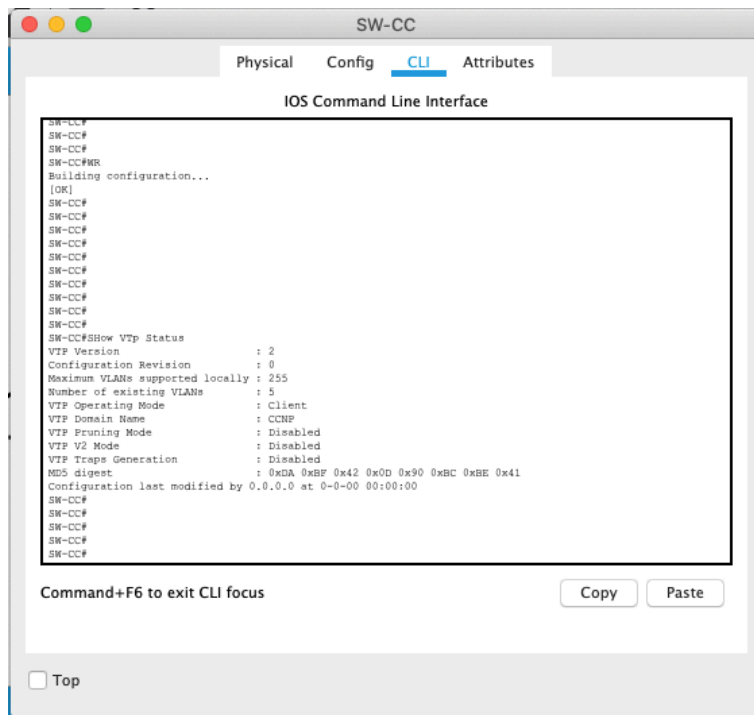 SW-CC
Physical Config CLI Attributes
IOS Command Line Interface
SW-CC#
SW-CC#
SW-CC#
SW-CC#WR
Building configuration...
[OK]
SW-CC#
SW-CC#
SW-CC#
SW-CC#
SW-CC#
SW-CC#
SW-CC#
SW-CC#
SW-CC#
SW-CC#
SW-CC#SHow VTp Status
VTP Version : 2
Configuration Revision : 0
Maximum VLANs supported locally : 255
Number of existing VLANs : 5
VTP Operating Mode : Client
VTP Domain Name : CCNP
VTP Pruning Mode : Disabled
VTP V2 Mode : Disabled
VTP Traps Generation : Disabled
MD5 digest : 0xDA 0xBF 0x42 0x0D 0x90 0xBC 0xBE 0x41
Configuration last modified by 0.0.0.0 at 0-0-00 00:00:00
SW-CC#
SW-CC#
SW-CC#
SW-CC#
SW-CC#
Command+F6 to exit CLI focus
Copy Paste
Top